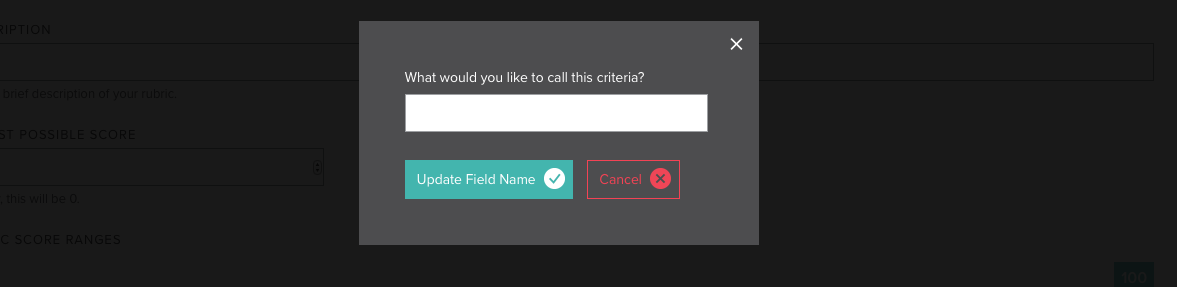 RIPTION
What would you like to call this criteria?
brief description of your rubric.
ST POSSIBLE SCORE
Update Field Name
Cancel
, this will be 0.
C SCORE RANGES
100